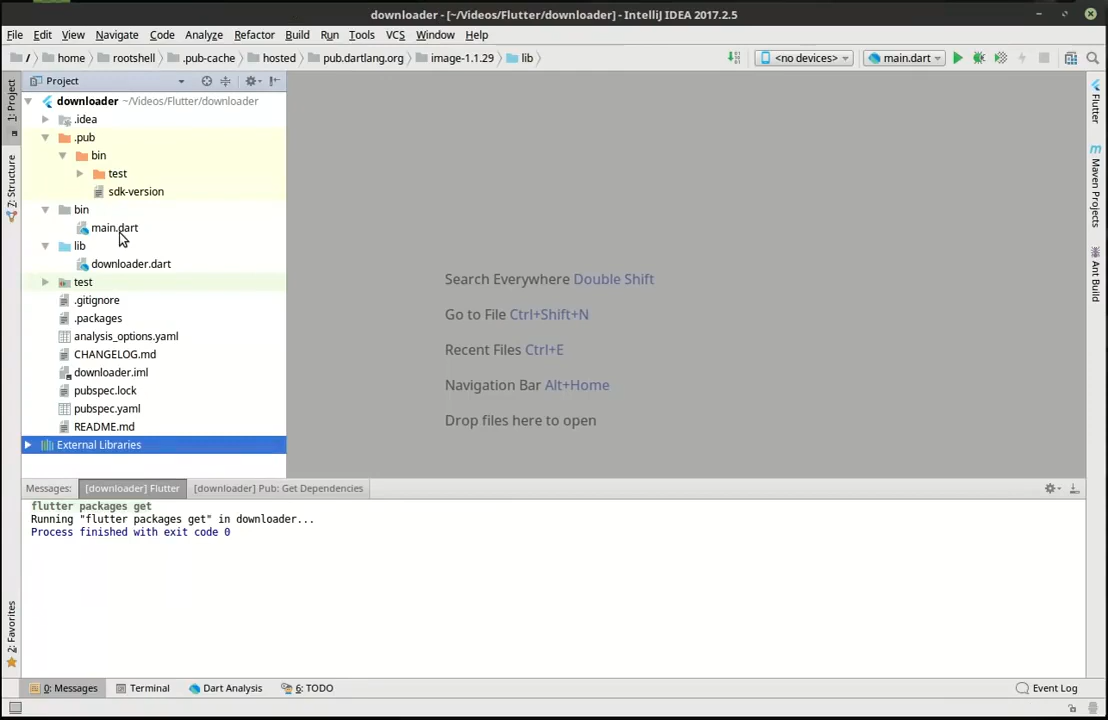 downloader - [~/Videos/Flutter/downloader] - IntelliJ IDEA 2017.2.5
File Edit View Navigate Code Analyze Refactor Build Run Tools VCS Window Help
/ home rootshell .pub-cache hosted pub.dartlang.org image-1.1.29 lib <no devices> main.dart
Project
downloader ~/Videos/Flutter/downloader
.idea
.pub
bin
test
sdk-version
bin
main.dart
lib
downloader.dart
test
.gitignore
.packages
analysis_options.yaml
CHANGELOG.md
downloader.iml
pubspec.lock
pubspec.yaml
README.md
External Libraries
1: Project
7: Structure
2: Favorites
Search Everywhere Double Shift
Go to File Ctrl+Shift+N
Recent Files Ctrl+E
Navigation Bar Alt+Home
Drop files here to open
Flutter
Maven Projects
Ant Build
Messages: [downloader] Flutter [downloader] Pub: Get Dependencies
flutter packages get
Running "flutter packages get" in downloader...
Process finished with exit code 0
0: Messages Terminal Dart Analysis 6: TODO Event Log